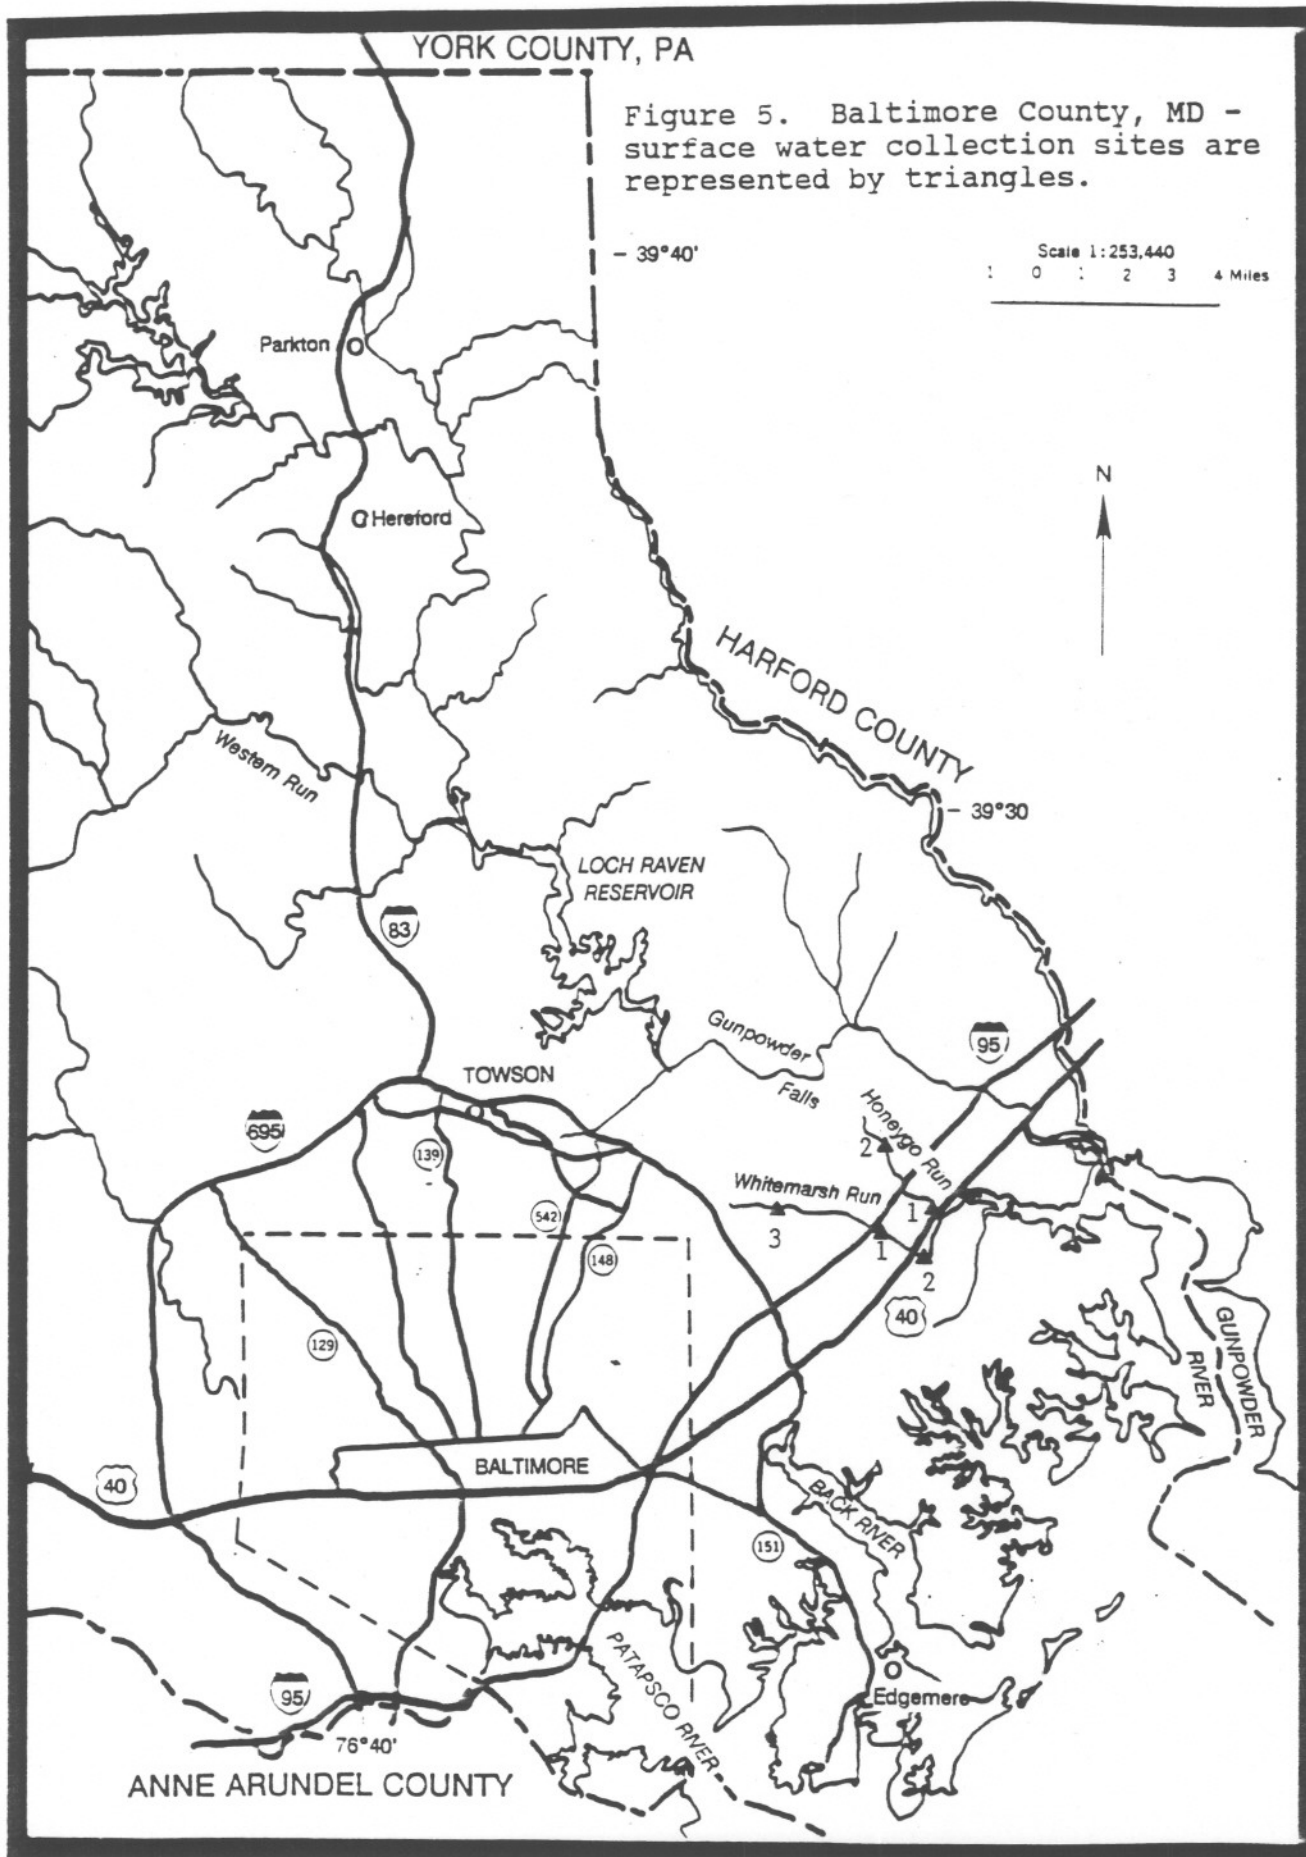 YORK COUNTY, PA
Figure 5. Baltimore County, MD -
surface water collection sites are
represented by triangles.
- 39°40'
Scale 1:253,440
1 0 1 2 3 4 Miles
Parkton
N
Hereford
HARFORD COUNTY
Western Run
- 39°30
LOCH RAVEN
RESERVOIR
83
Gunpowder
Falls
95
TOWSON
Honeygo Run
695
139
2
Whitemarsh Run
542
3
1
1
2
148
40
129
GUNPOWDER
RIVER
BALTIMORE
40
BACK RIVER
151
PATAPSCO RIVER
Edgemere
95
76°40'
ANNE ARUNDEL COUNTY